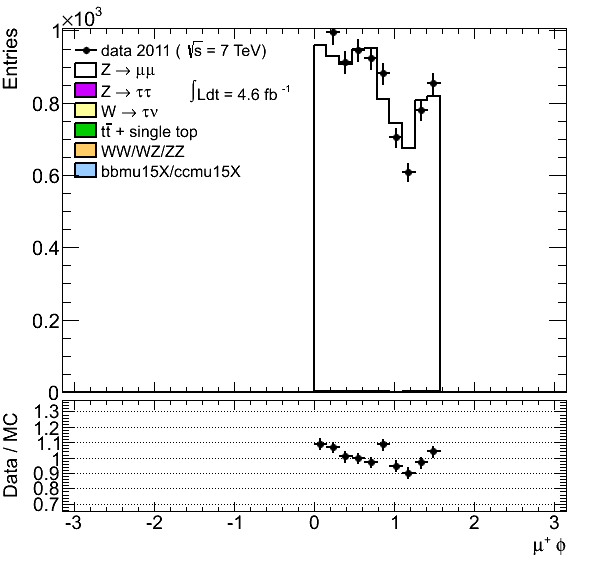 ×10³
Entries
1
0.8
0.6
0.4
0.2
0
data 2011 ( √s = 7 TeV)
Z → μμ
Z → ττ
W → τν
tt̄ + single top
WW/WZ/ZZ
bbmu15X/ccmu15X
∫Ldt = 4.6 fb⁻¹
Data / MC
1.3
1.2
1.1
1
0.9
0.8
0.7
-3 -2 -1 0 1 2 3
μ⁺ ϕ